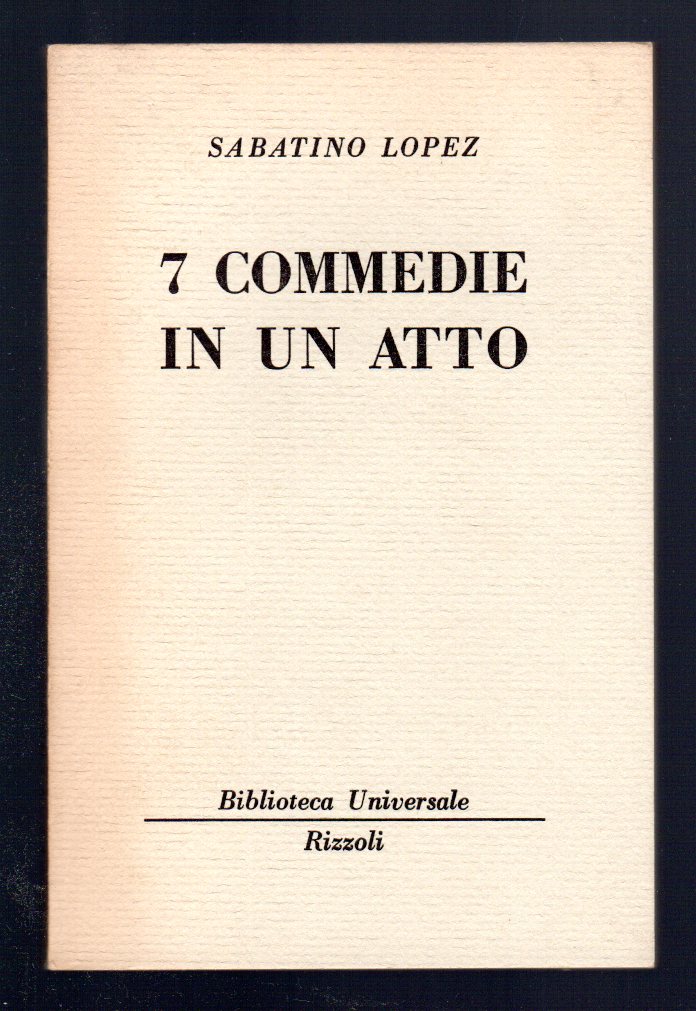 SABATINO LOPEZ
7 COMMEDIE
IN UN ATTO
Biblioteca Universale
Rizzoli